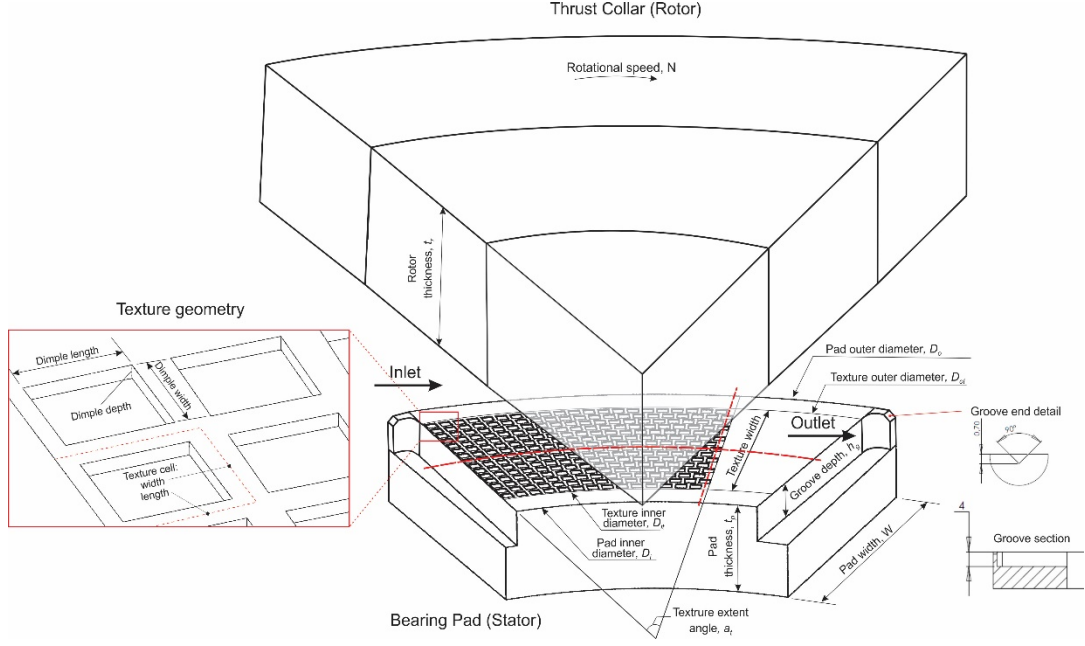 Thrust Collar (Rotor)
Rotational speed, N
Rotor
thickness, tr
Texture geometry
Dimple length
Dimple width
Dimple depth
Texture cell:
width
length
Inlet
Pad outer diameter, Do
Texture outer diameter, Dot
Outlet
Groove end detail
0,70
90°
Texture width
Groove depth, hg
Texture inner
diameter, Dit
Pad inner
diameter, Di
Pad
thickness, tp
Pad width, W
4
Groove section
Bearing Pad (Stator)
Textrure extent
angle, at